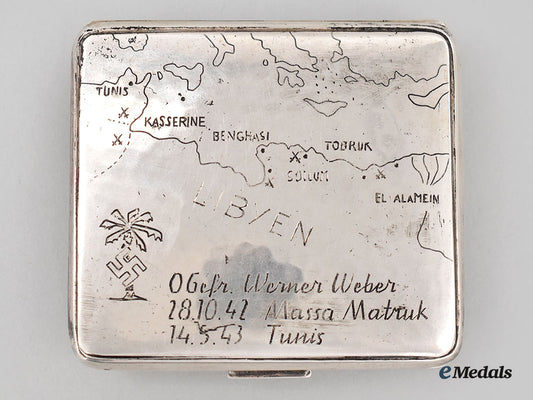 TUNIS
KASSERINE
BENGHASI
TOBRUK
SOLLUM
EL ALAMEIN
LIBYEN
OGefr. Werner Weber
28.10.42 Massa Matruk
14.5.43 Tunis
eMedals